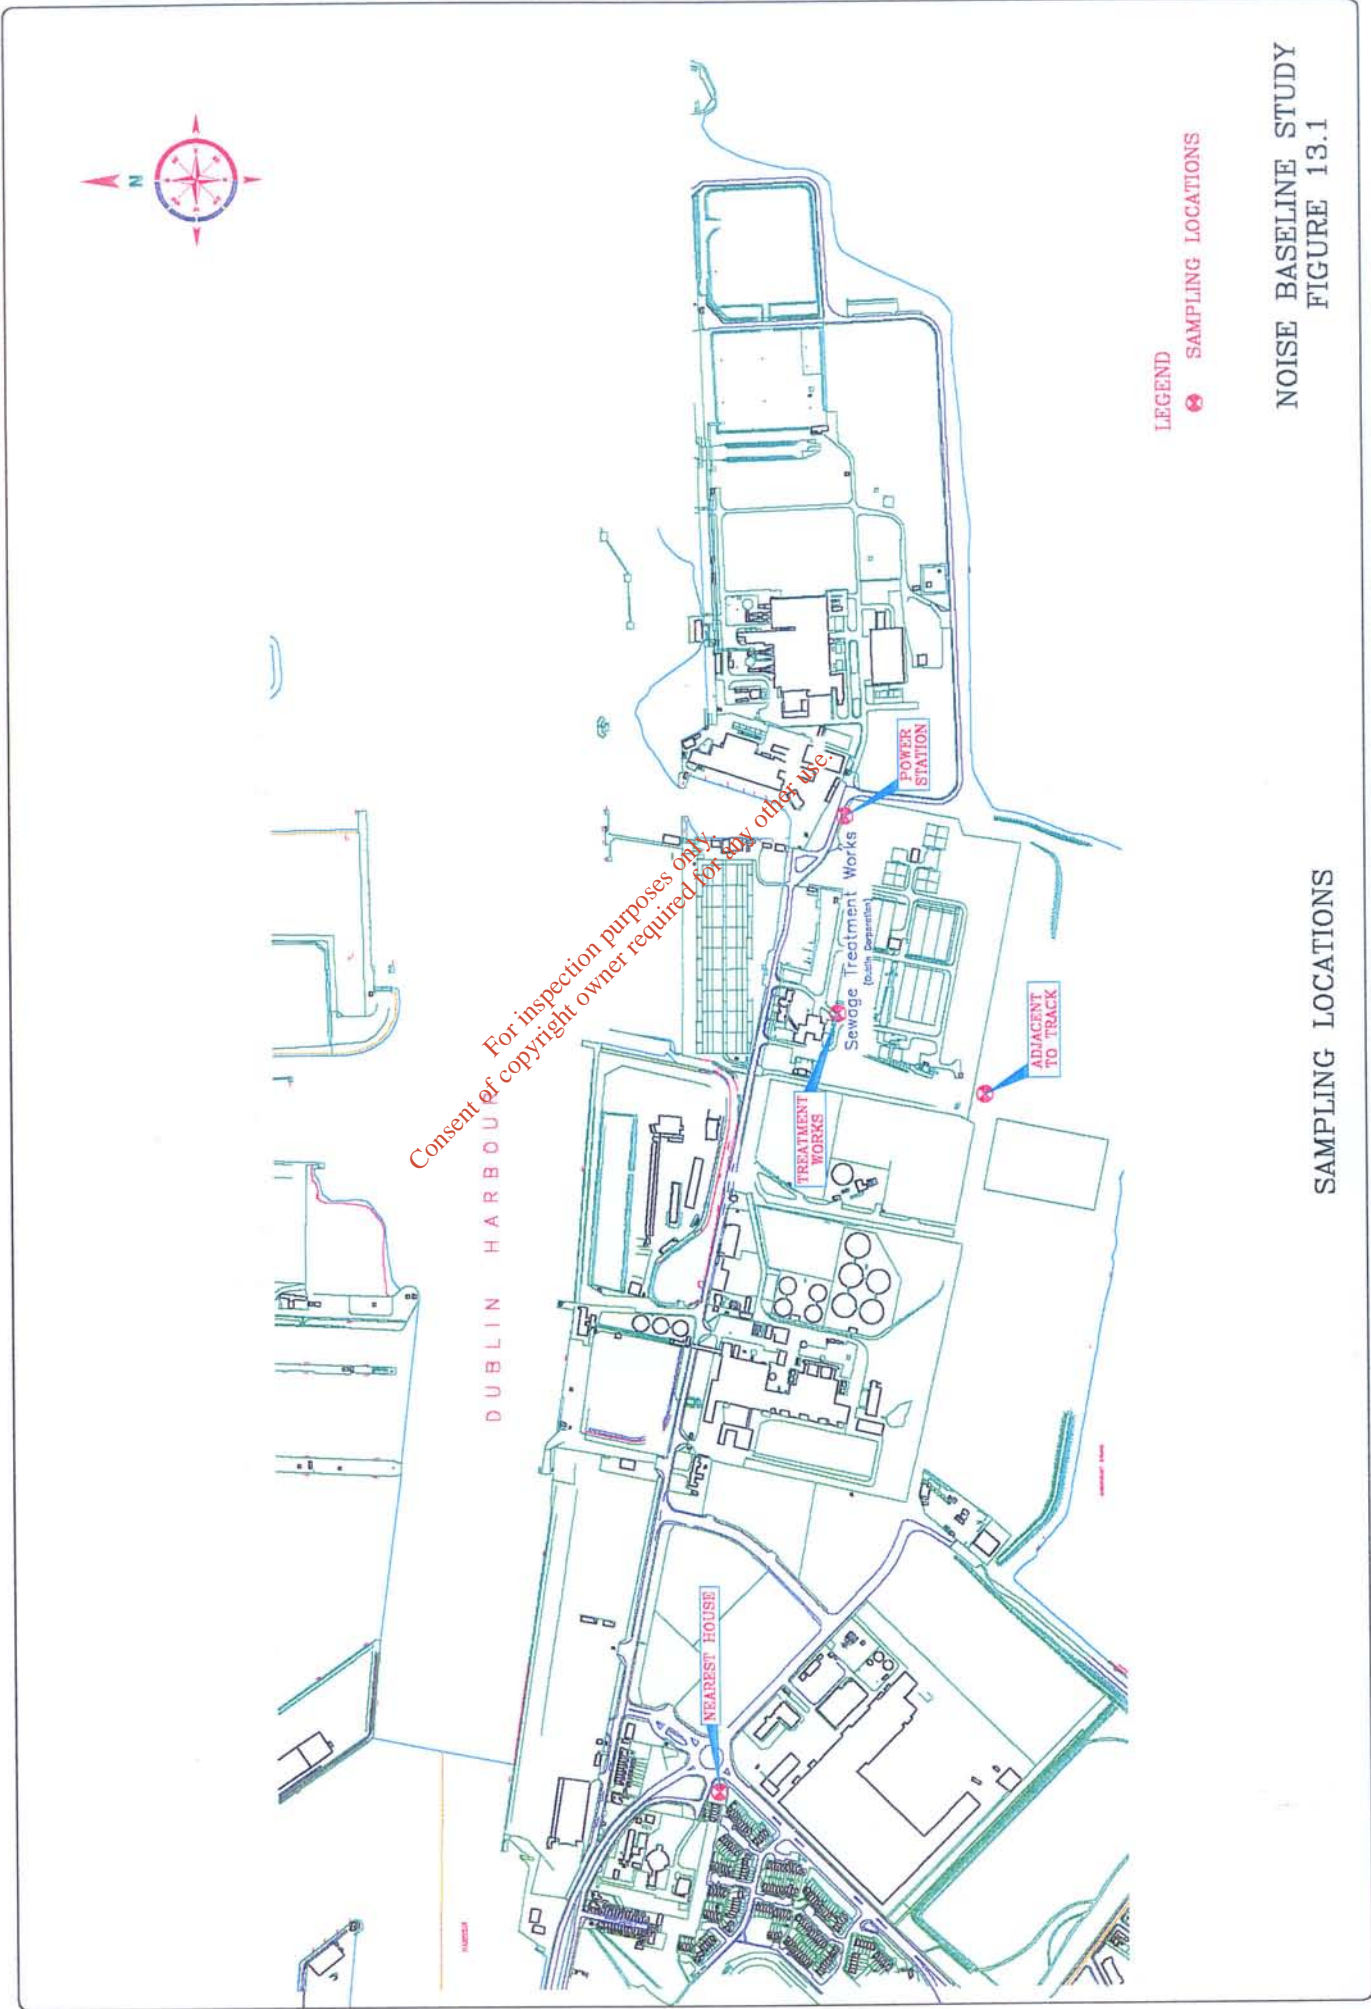 N
DUBLIN HARBOUR
For inspection purposes only.
Consent of copyright owner required for any other use.
NEAREST HOUSE
TREATMENT
WORKS
Sewage Treatment Works
(Dublin Corporation)
POWER
STATION
ADJACENT
TO TRACK
LEGEND
SAMPLING LOCATIONS
SAMPLING LOCATIONS
NOISE BASELINE STUDY
FIGURE 13.1